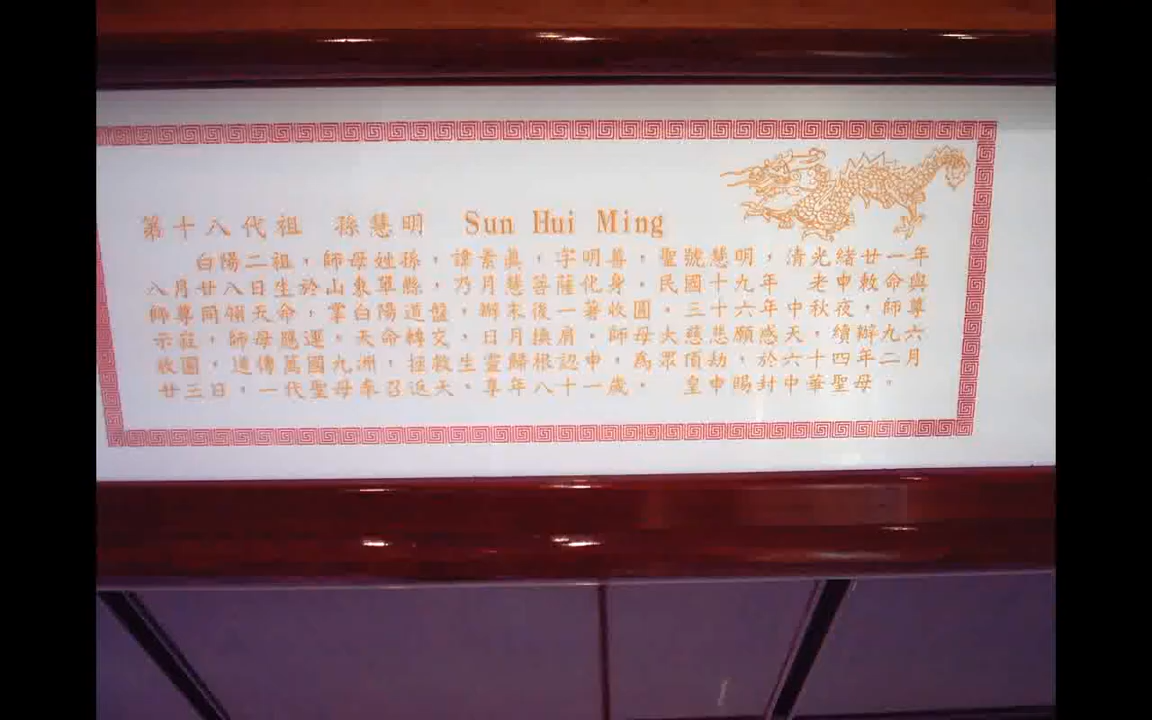 第十八代祖 孫慧明 Sun Hui Ming
白陽二祖，師母姓孫，諱素真，字明善，聖號慧明，清光緒廿一年
八月廿八日生於山東單縣，乃月慧菩薩化身，民國十九年 老申敕命與
師尊同領天命，掌白陽道盤，辦末後一著收圓，三十六年中秋夜，師尊
示寂，師母應運，天命轉交，日月換肩，師母大慈悲願感天，續辦九六
收圓，道傳萬國九洲，拯救生靈歸根認申，為眾頂劫，於六十四年二月
廿三日，一代聖母奉召返天，享年八十一歲， 皇申賜封中華聖母。